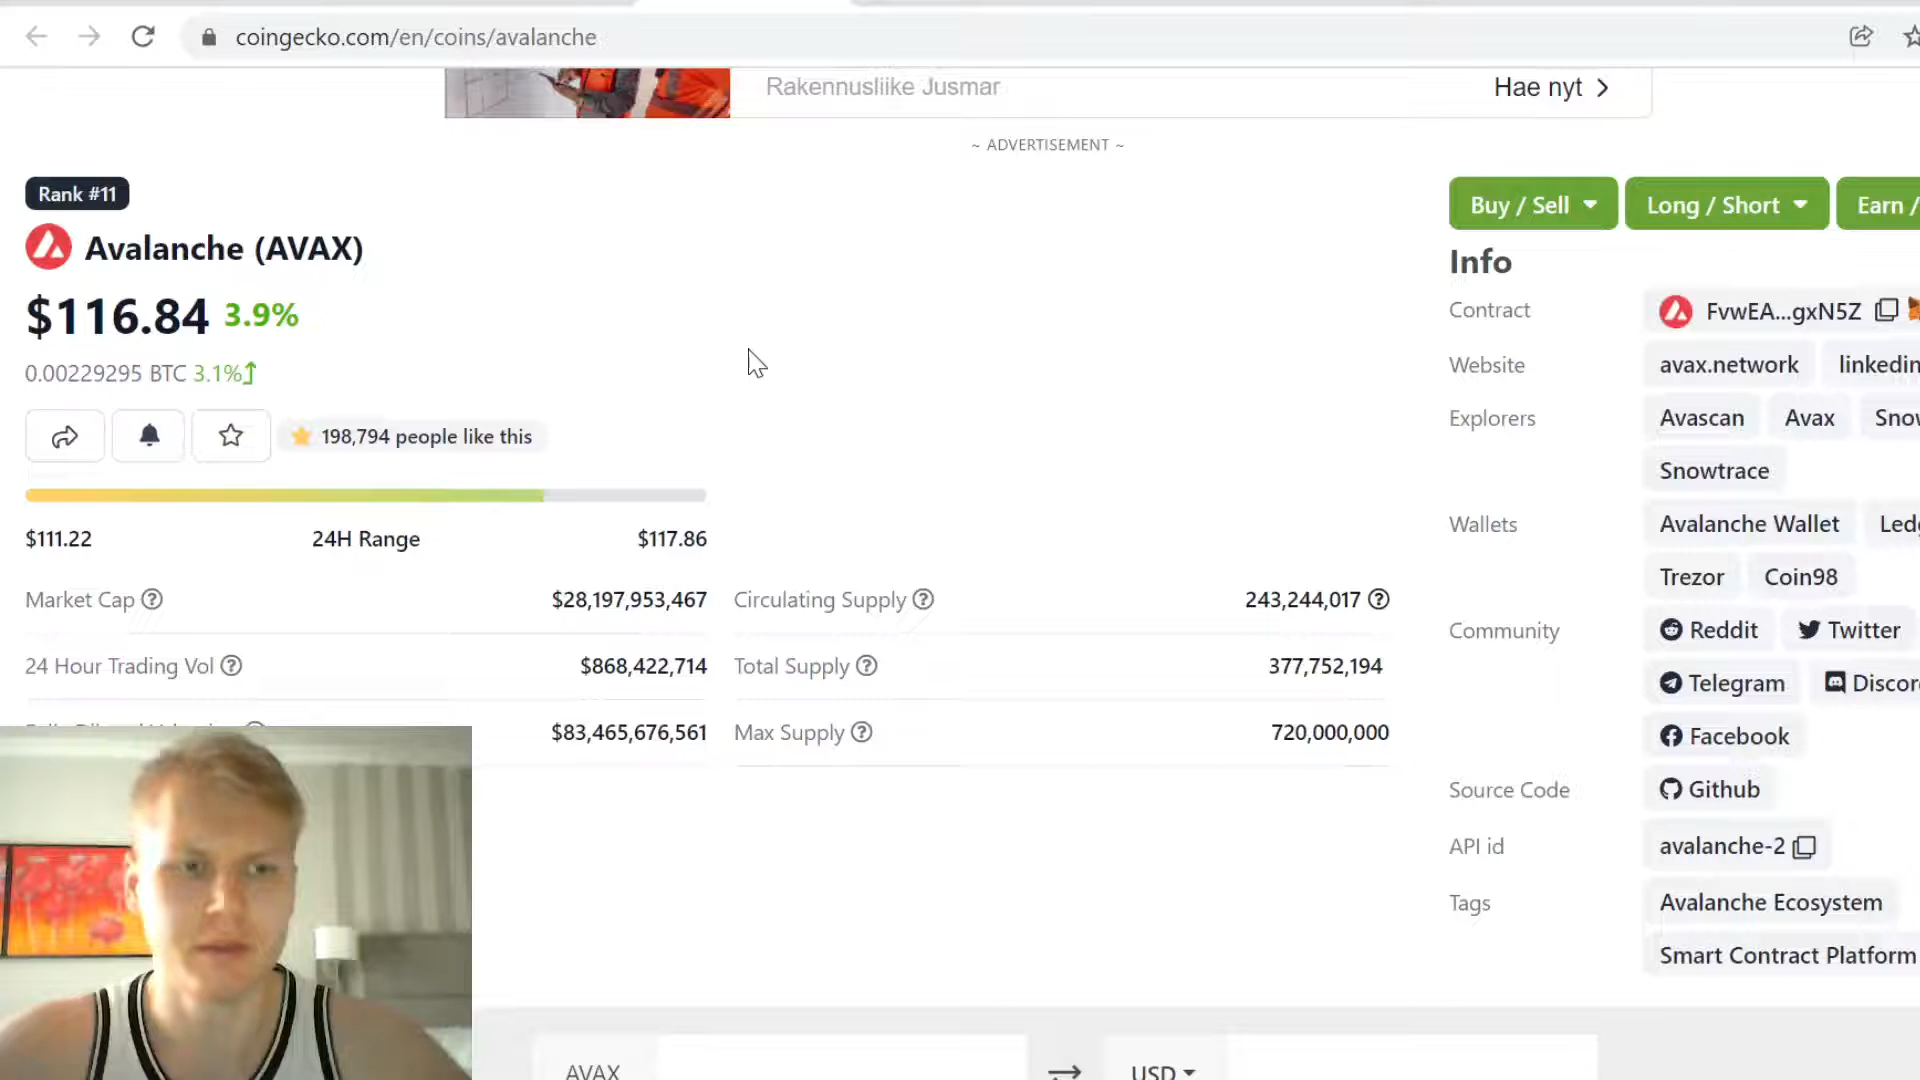 coingecko.com/en/coins/avalanche
Rakennusliike Jusmar
Hae nyt
~ ADVERTISEMENT ~
Rank #11
Avalanche (AVAX)
$116.84 3.9%
0.00229295 BTC 3.1%
198,794 people like this
$111.22 24H Range $117.86
Market Cap $28,197,953,467
24 Hour Trading Vol $868,422,714
$83,465,676,561
Circulating Supply 243,244,017
Total Supply 377,752,194
Max Supply 720,000,000
Buy / Sell Long / Short Earn /
Info
Contract FvwEA...gxN5Z
Website avax.network linkedin
Explorers Avascan Avax Snow
Snowtrace
Wallets Avalanche Wallet Led
Trezor Coin98
Community Reddit Twitter
Telegram Discor
Facebook
Source Code Github
API id avalanche-2
Tags Avalanche Ecosystem
Smart Contract Platform
AVAX USD